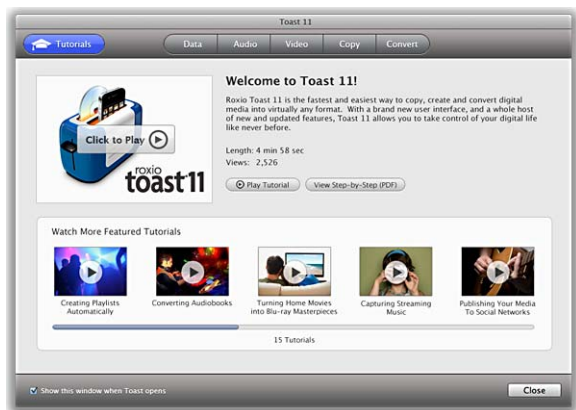 Toast 11
Tutorials
Data
Audio
Video
Copy
Convert
Click to Play
roxio
toast 11
Welcome to Toast 11!
Roxio Toast 11 is the fastest and easiest way to copy, create and convert digital
media into virtually any format. With a brand new user interface, and a whole host
of new and updated features, Toast 11 allows you to take control of your digital life
like never before.
Length: 4 min 58 sec
Views: 2,526
Play Tutorial
View Step-by-Step (PDF)
Watch More Featured Tutorials
Creating Playlists
Automatically
Converting Audiobooks
Turning Home Movies
into Blu-ray Masterpieces
Capturing Streaming
Music
Publishing Your Media
To Social Networks
15 Tutorials
Show this window when Toast opens
Close